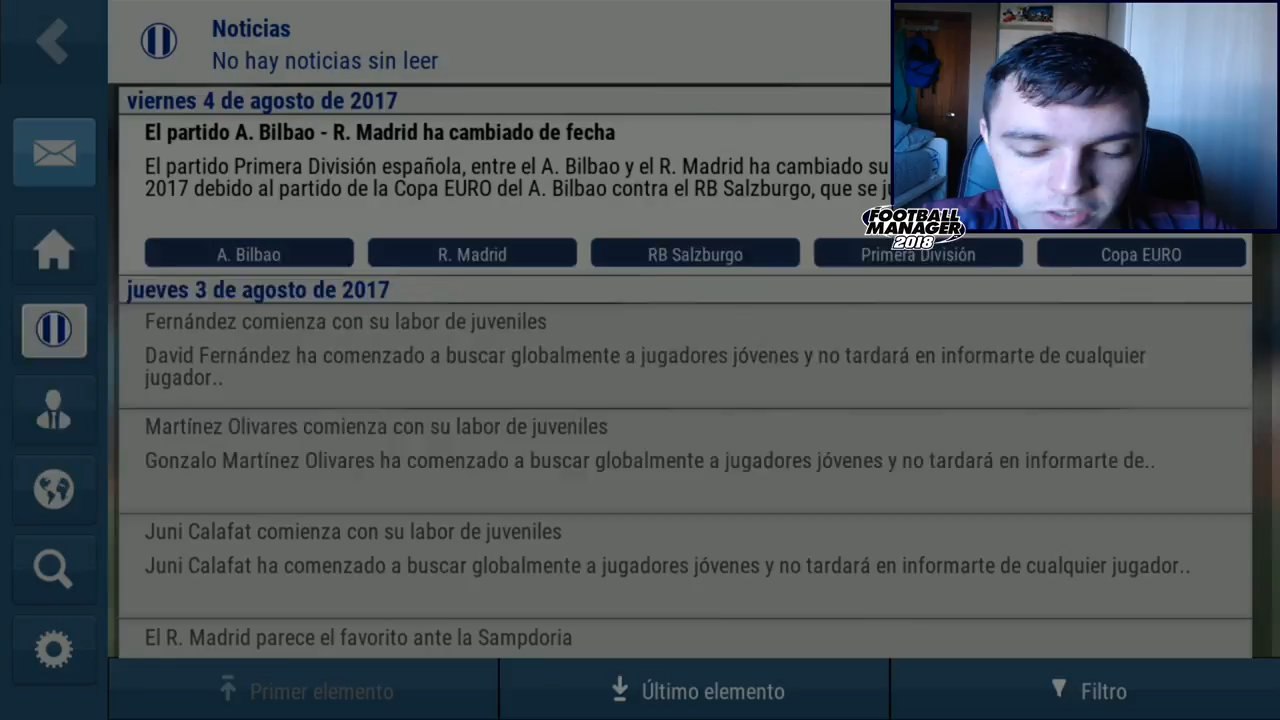 Noticias
No hay noticias sin leer
viernes 4 de agosto de 2017
El partido A. Bilbao - R. Madrid ha cambiado de fecha
El partido Primera División española, entre el A. Bilbao y el R. Madrid ha cambiado su
2017 debido al partido de la Copa EURO del A. Bilbao contra el RB Salzburgo, que se
FOOTBALL
MANAGER
2018
A. Bilbao
R. Madrid
RB Salzburgo
Primera División
Copa EURO
jueves 3 de agosto de 2017
Fernández comienza con su labor de juveniles
David Fernández ha comenzado a buscar globalmente a jugadores jóvenes y no tardará en informarte de cualquier
jugador..
Martínez Olivares comienza con su labor de juveniles
Gonzalo Martínez Olivares ha comenzado a buscar globalmente a jugadores jóvenes y no tardará en informarte de..
Juni Calafat comienza con su labor de juveniles
Juni Calafat ha comenzado a buscar globalmente a jugadores jóvenes y no tardará en informarte de cualquier jugador..
El R. Madrid parece el favorito ante la Sampdoria
Primer elemento
Último elemento
Filtro